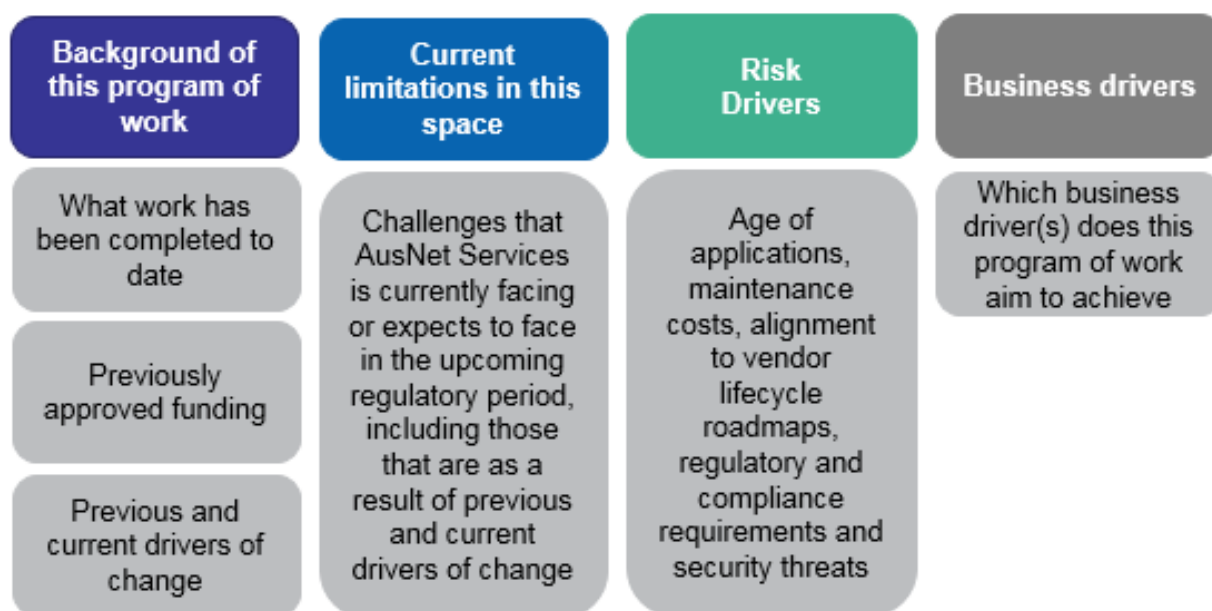 Background of
this program of
work
What work has
been completed to
date
Previously
approved funding
Previous and
current drivers of
change
Current
limitations in this
space
Challenges that
AusNet Services
is currently facing
or expects to face
in the upcoming
regulatory period,
including those
that are as a
result of previous
and current
drivers of change
Risk
Drivers
Age of
applications,
maintenance
costs, alignment
to vendor
lifecycle
roadmaps,
regulatory and
compliance
requirements and
security threats
Business drivers
Which business
driver(s) does this
program of work
aim to achieve